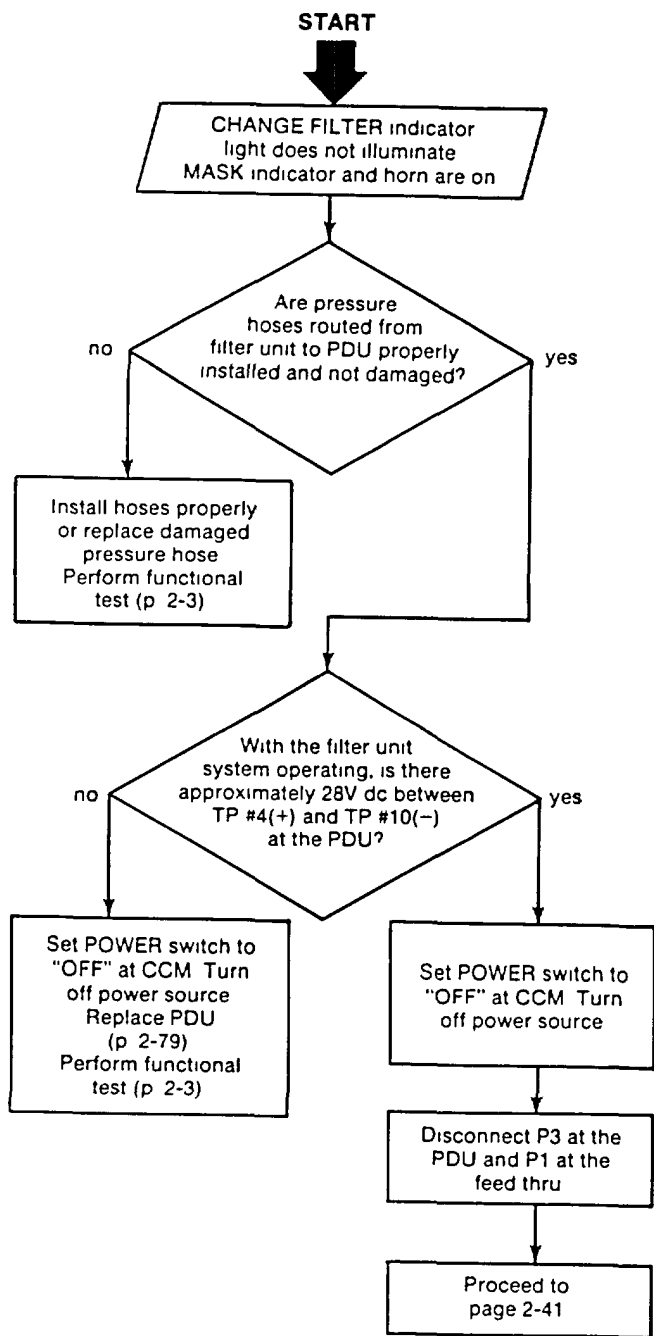 START
CHANGE FILTER indicator
light does not illuminate
MASK indicator and horn are on
Are pressure
hoses routed from
filter unit to PDU properly
installed and not damaged?
no
yes
Install hoses properly
or replace damaged
pressure hose
Perform functional
test (p 2-3)
With the filter unit
system operating, is there
approximately 28V dc between
TP #4(+) and TP #10(−)
at the PDU?
no
yes
Set POWER switch to
"OFF" at CCM Turn
off power source
Replace PDU
(p 2-79)
Perform functional
test (p 2-3)
Set POWER switch to
"OFF" at CCM Turn
off power source
Disconnect P3 at the
PDU and P1 at the
feed thru
Proceed to
page 2-41